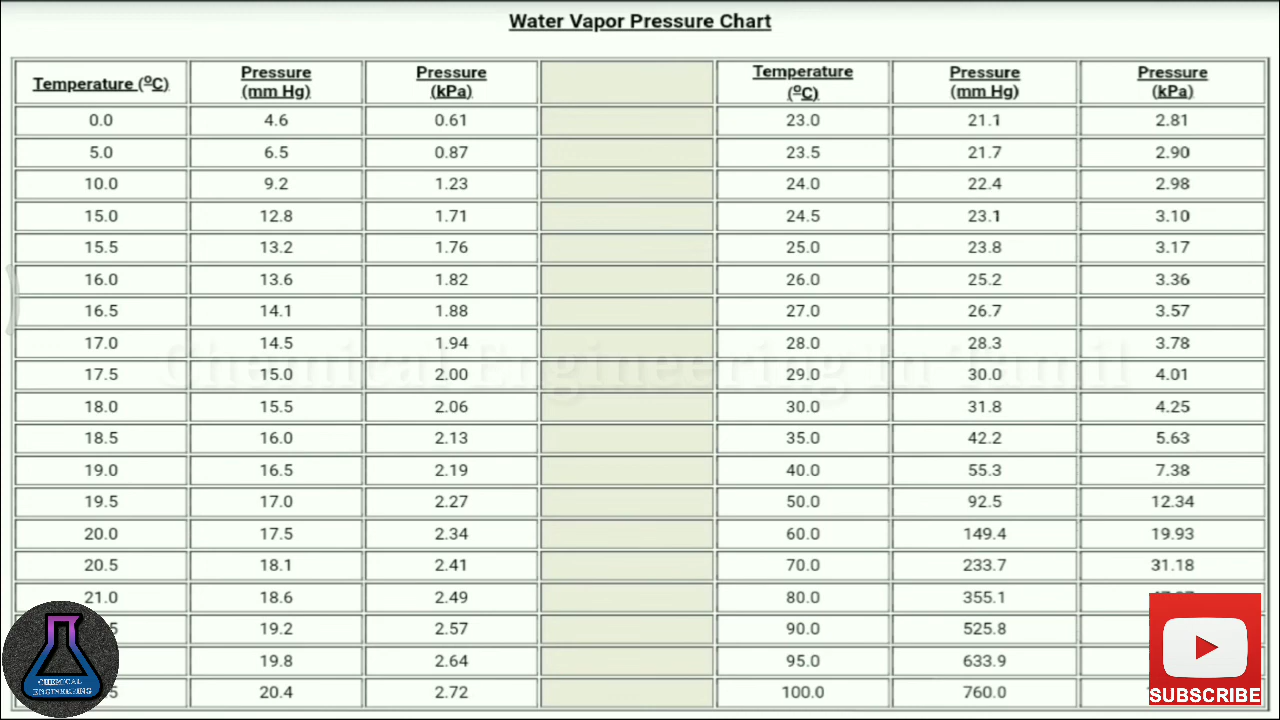 Water Vapor Pressure Chart
Temperature (ºC) Pressure (mm Hg) Pressure (kPa) Temperature (ºC) Pressure (mm Hg) Pressure (kPa)
0.0 4.6 0.61 23.0 21.1 2.81
5.0 6.5 0.87 23.5 21.7 2.90
10.0 9.2 1.23 24.0 22.4 2.98
15.0 12.8 1.71 24.5 23.1 3.10
15.5 13.2 1.76 25.0 23.8 3.17
16.0 13.6 1.82 26.0 25.2 3.36
16.5 14.1 1.88 27.0 26.7 3.57
17.0 14.5 1.94 28.0 28.3 3.78
Chemical Engineering In Tamil
17.5 15.0 2.00 29.0 30.0 4.01
18.0 15.5 2.06 30.0 31.8 4.25
18.5 16.0 2.13 35.0 42.2 5.63
19.0 16.5 2.19 40.0 55.3 7.38
19.5 17.0 2.27 50.0 92.5 12.34
20.0 17.5 2.34 60.0 149.4 19.93
20.5 18.1 2.41 70.0 233.7 31.18
21.0 18.6 2.49 80.0 355.1
19.2 2.57 90.0 525.8
19.8 2.64 95.0 633.9
20.4 2.72 100.0 760.0
CHEMICAL
ENGINEERING
SUBSCRIBE